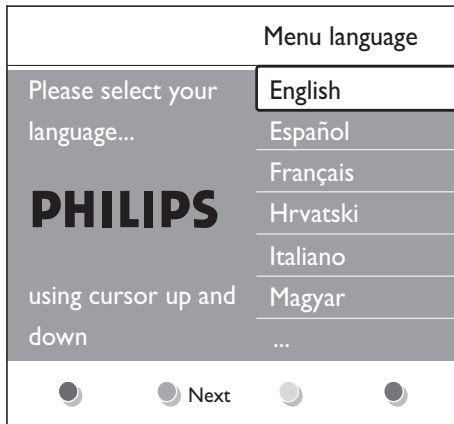 Menu language
Please select your
language...
PHILIPS
using cursor up and
down
English
Español
Français
Hrvatski
Italiano
Magyar
...
Next